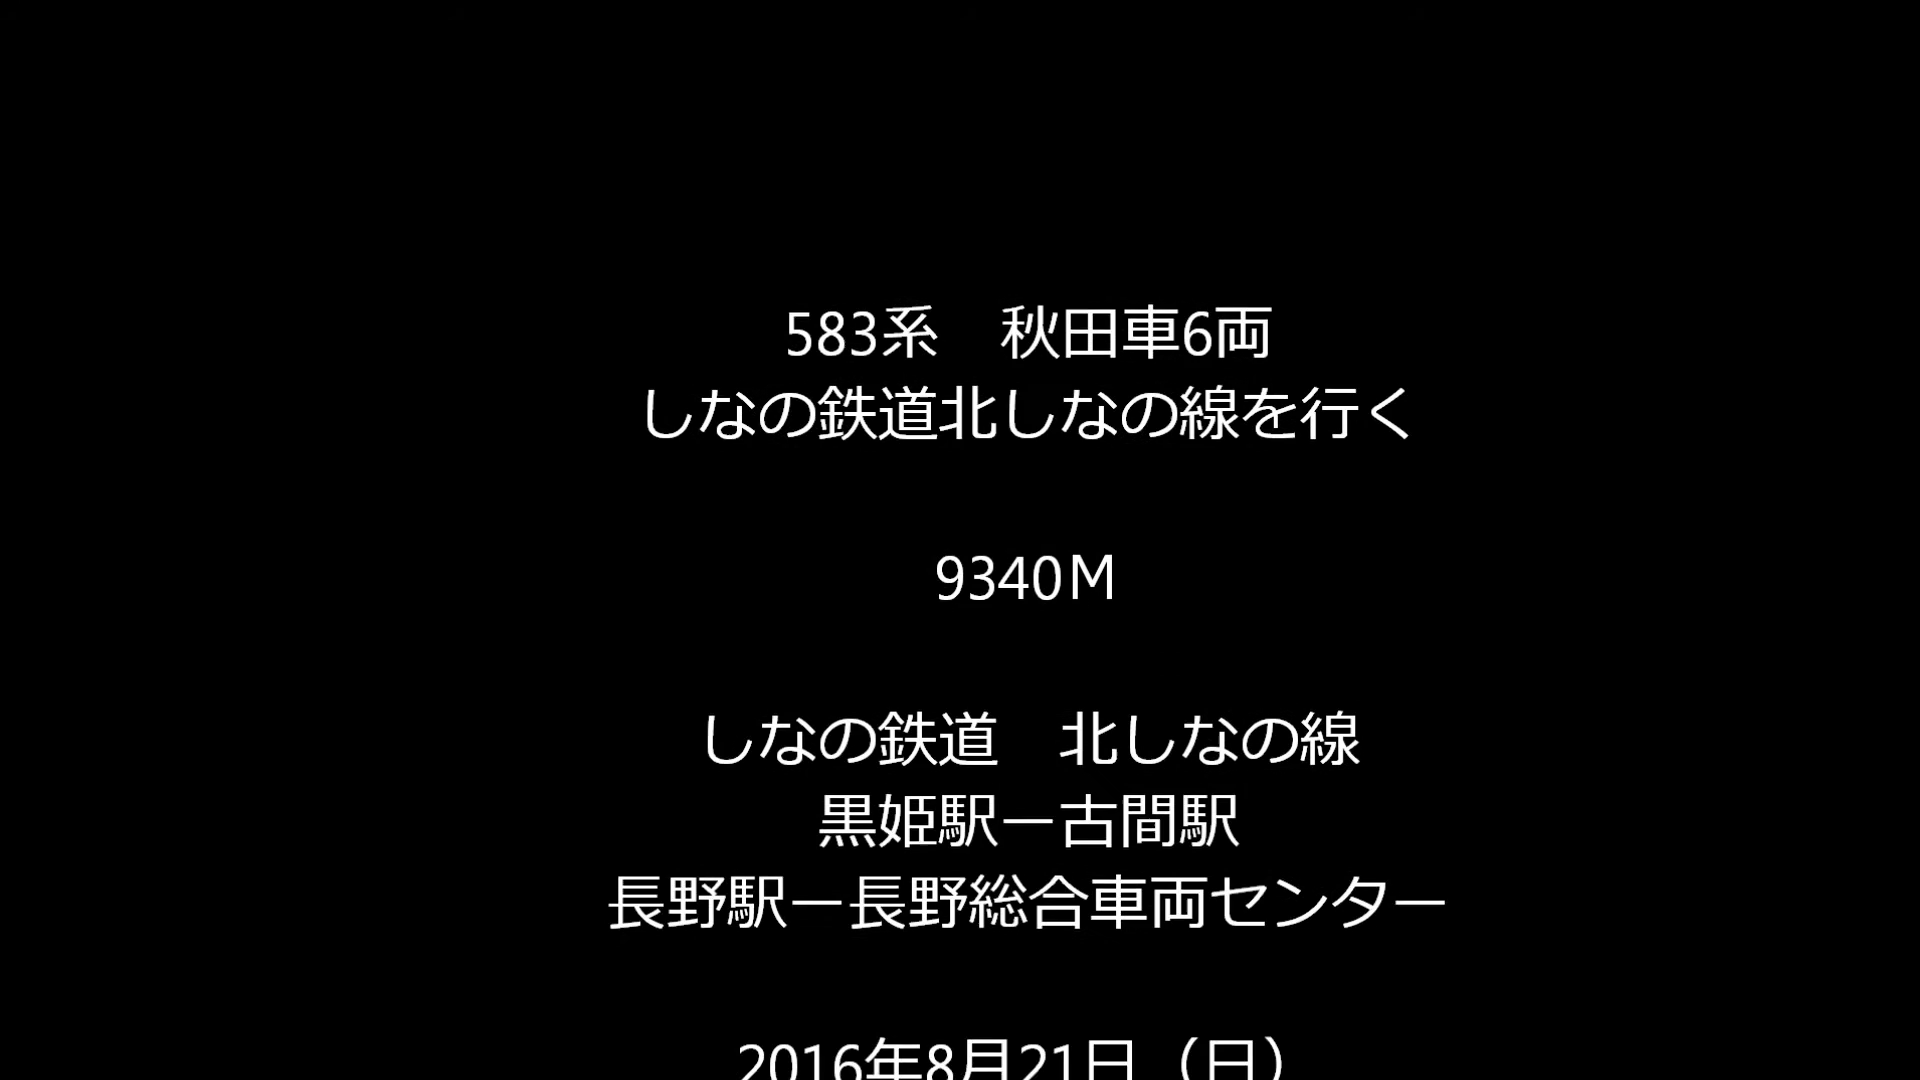 583系　秋田車6両
しなの鉄道北しなの線を行く
9340Ｍ
しなの鉄道　北しなの線
黒姫駅ー古間駅
長野駅ー長野総合車両センター
2016年8月21日（日）